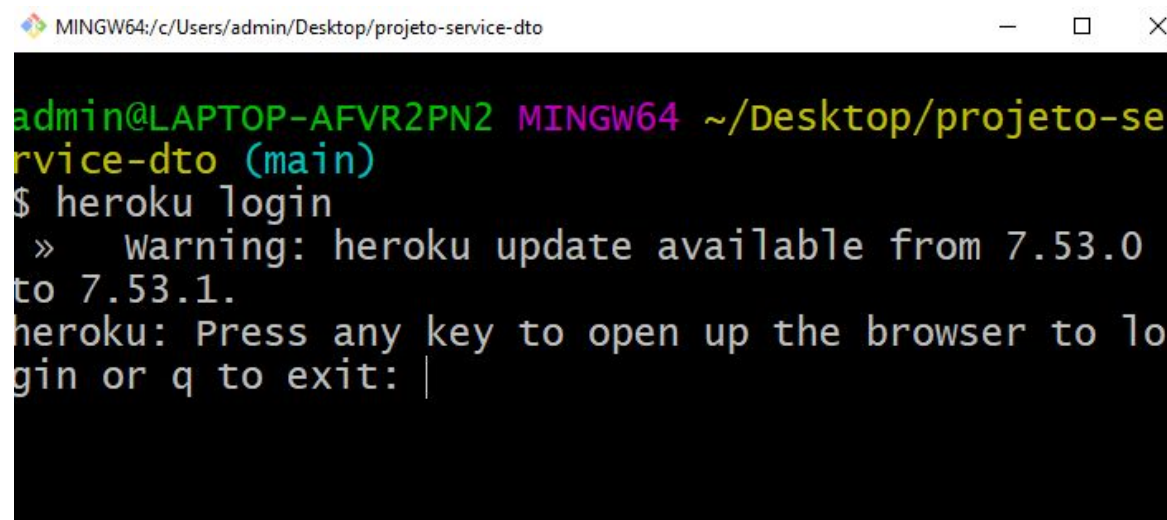 MINGW64:/c/Users/admin/Desktop/projeto-service-dto
admin@LAPTOP-AFVR2PN2 MINGW64 ~/Desktop/projeto-se
rvice-dto (main)
$ heroku login
»   Warning: heroku update available from 7.53.0
to 7.53.1.
heroku: Press any key to open up the browser to lo
gin or q to exit: